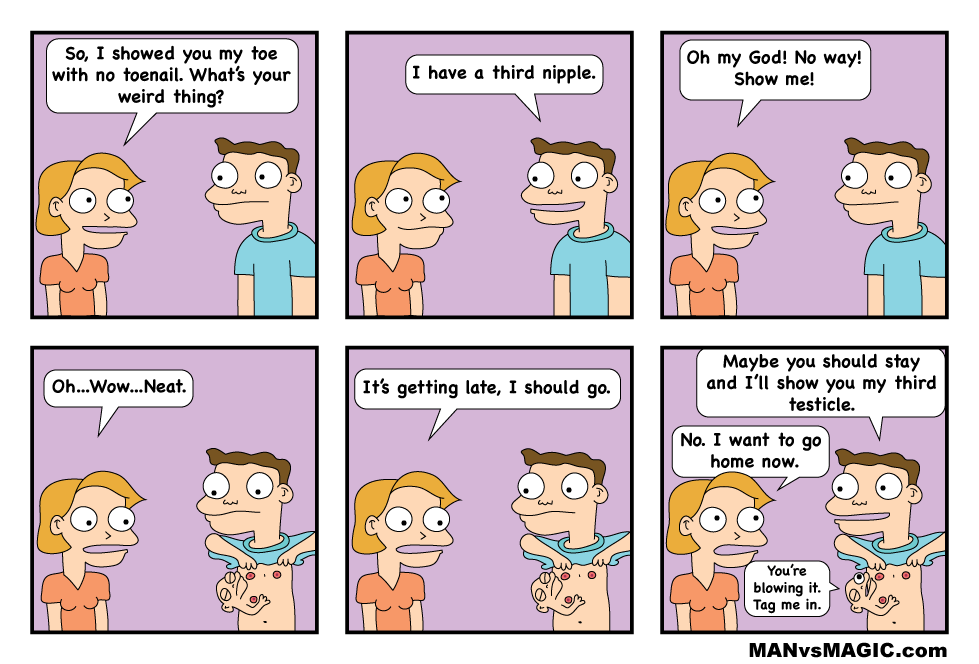 So, I showed you my toe
with no toenail. What's your
weird thing?
I have a third nipple.
Oh my God! No way!
Show me!
Oh...Wow...Neat.
It's getting late, I should go.
Maybe you should stay
and I'll show you my third
testicle.
No. I want to go
home now.
You're
blowing it.
Tag me in.
MANvsMAGIC.com